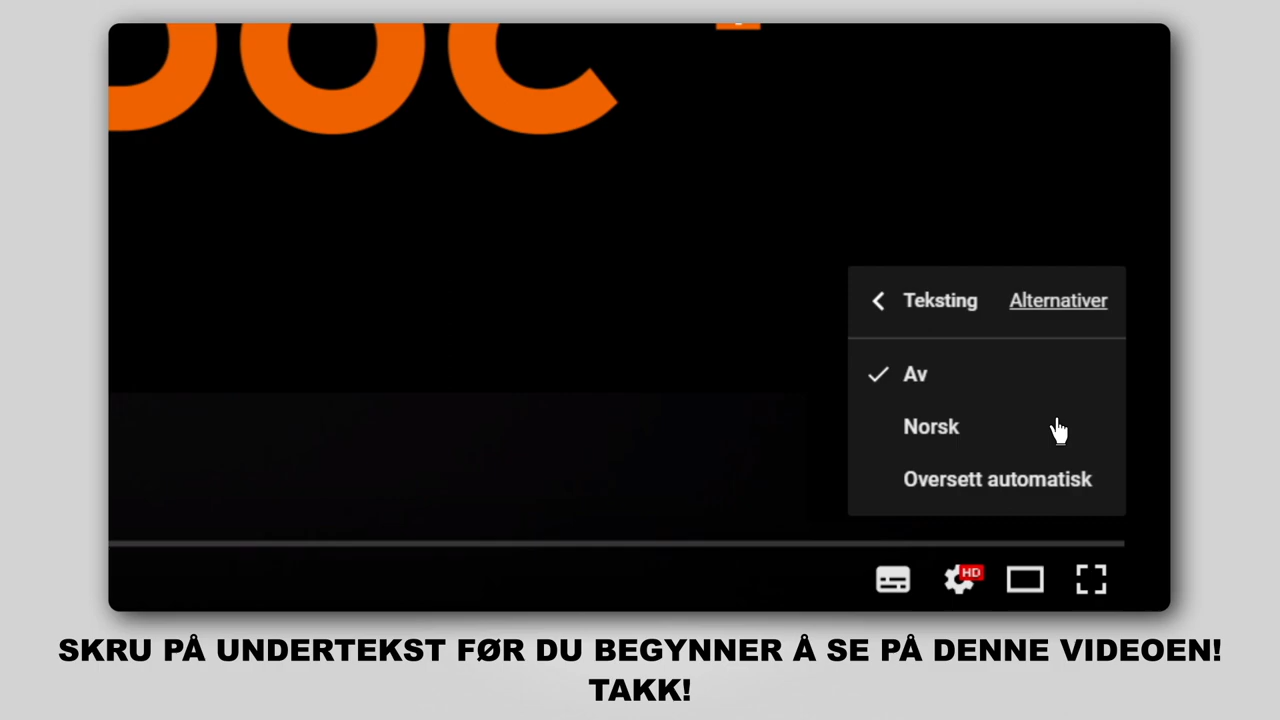 Teksting Alternativer
Av
Norsk
Oversett automatisk
HD
SKRU PÅ UNDERTEKST FØR DU BEGYNNER Å SE PÅ DENNE VIDEOEN!
TAKK!